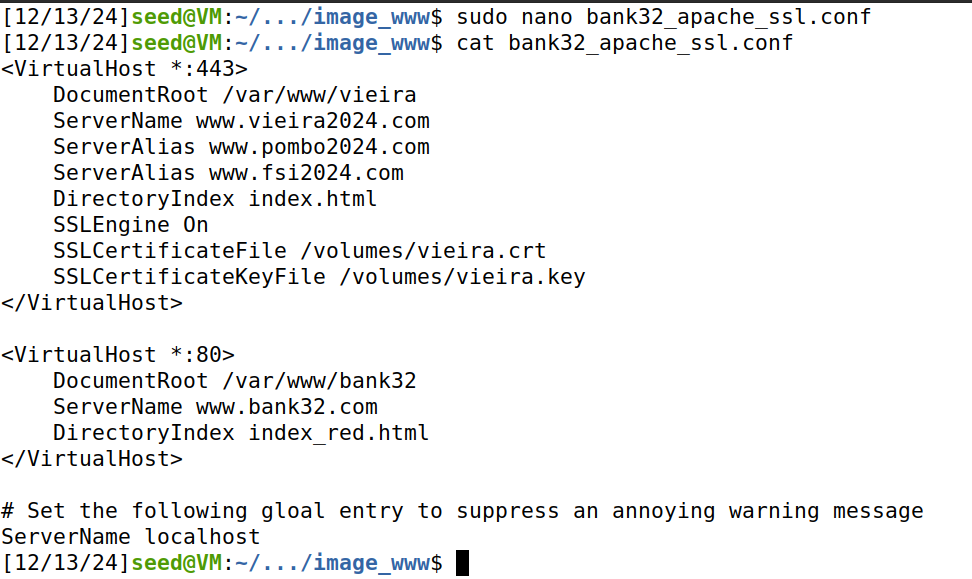 [12/13/24]seed@VM:~/.../image_www$ sudo nano bank32_apache_ssl.conf
[12/13/24]seed@VM:~/.../image_www$ cat bank32_apache_ssl.conf
<VirtualHost *:443>
    DocumentRoot /var/www/vieira
    ServerName www.vieira2024.com
    ServerAlias www.pombo2024.com
    ServerAlias www.fsi2024.com
    DirectoryIndex index.html
    SSLEngine On
    SSLCertificateFile /volumes/vieira.crt
    SSLCertificateKeyFile /volumes/vieira.key
</VirtualHost>

<VirtualHost *:80>
    DocumentRoot /var/www/bank32
    ServerName www.bank32.com
    DirectoryIndex index_red.html
</VirtualHost>

# Set the following gloal entry to suppress an annoying warning message
ServerName localhost
[12/13/24]seed@VM:~/.../image_www$